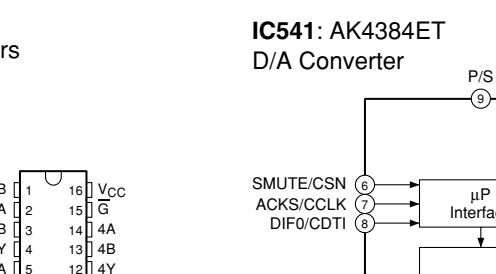 rs
IC541: AK4384ET
D/A Converter
P/S
9
SMUTE/CSN 6
ACKS/CCLK 7
DIF0/CDTI 8
µP
Interfac
B 1 16 VCC
A 2 15 G
B 3 14 4A
Y 4 13 4B
A 5 12 4Y